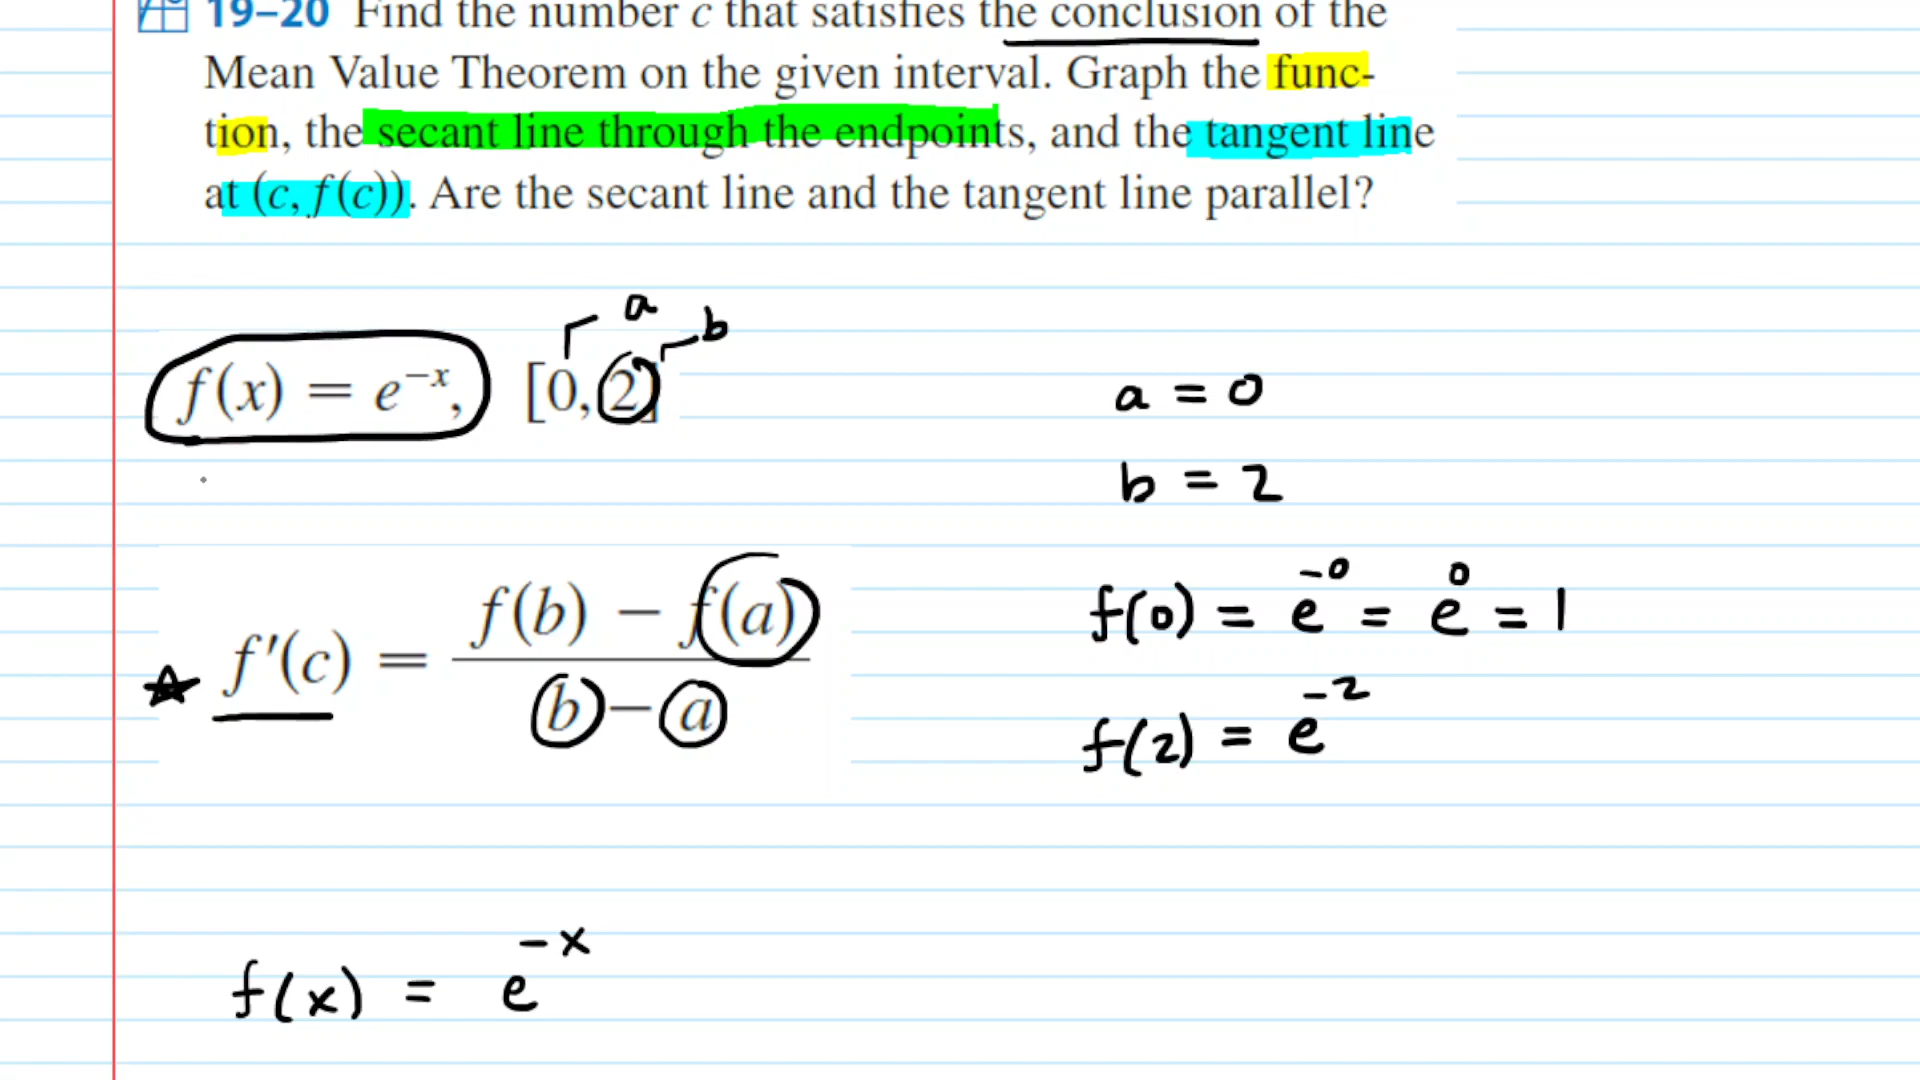 19–20 Find the number c that satisfies the conclusion of the
Mean Value Theorem on the given interval. Graph the func-
tion, the secant line through the endpoints, and the tangent line
at (c, f(c)). Are the secant line and the tangent line parallel?
a
b
f(x) = e^{-x}, [0, 2]
a = 0
b = 2
f'(c) = \frac{f(b) − f(a)}{b − a}
f(0) = e^{-0} = e^{0} = 1
f(2) = e^{-2}
f(x) = e^{-x}